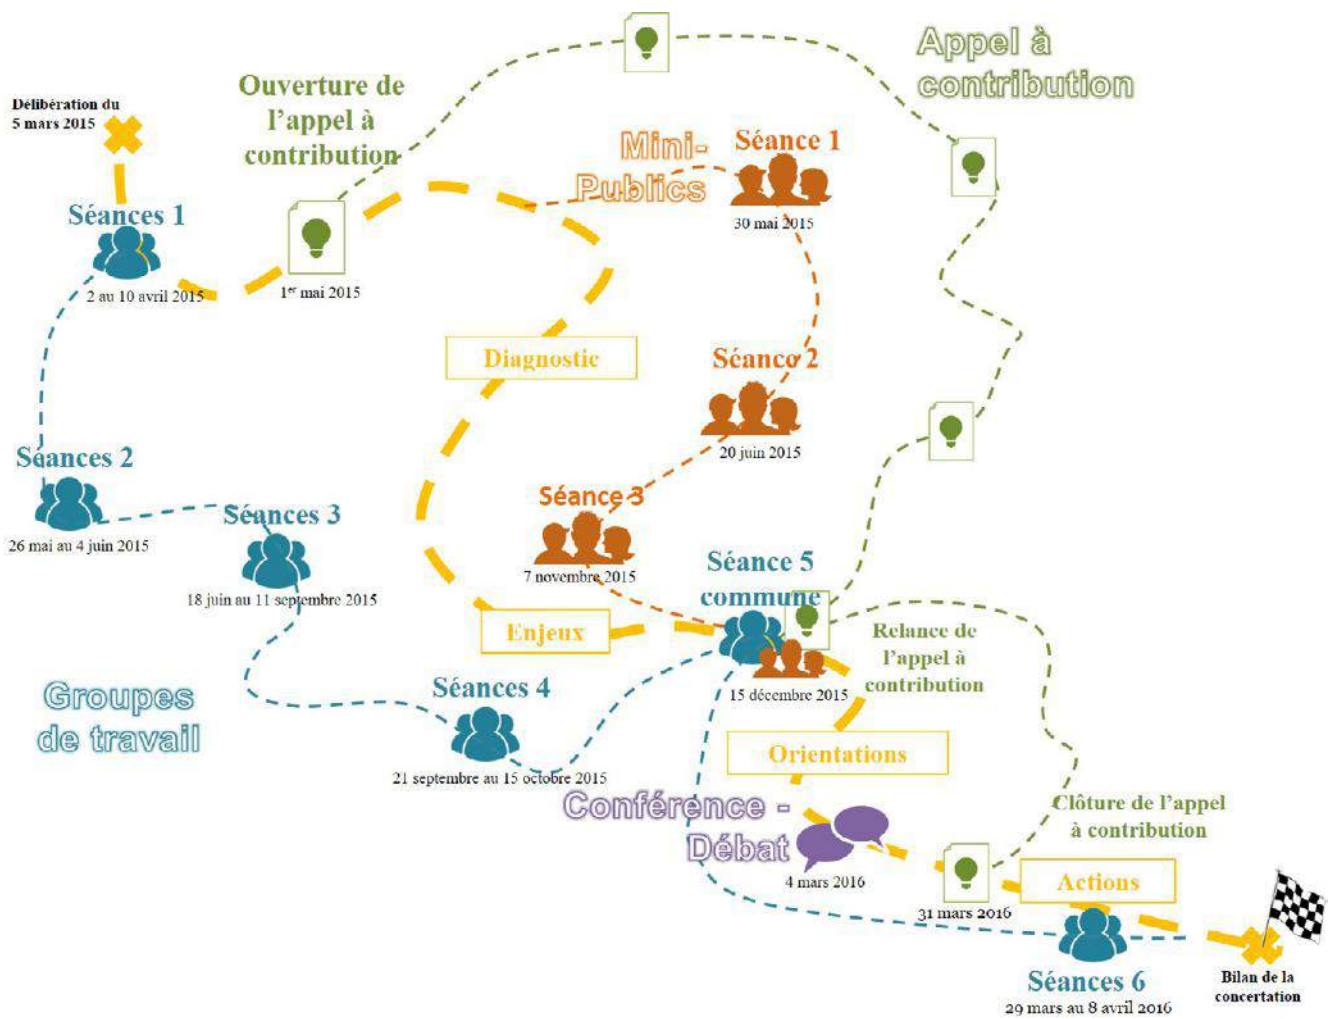 Appel à
contribution
Ouverture de
l’appel à
contribution
Délibération du
5 mars 2015
Mini-
Publics
Séance 1
30 mai 2015
Séances 1
2 au 10 avril 2015
1er mai 2015
Diagnostic
Séance 2
20 juin 2015
Séances 2
26 mai au 4 juin 2015
Séances 3
18 juin au 11 septembre 2015
Séance 3
7 novembre 2015
Séance 5
commune
15 décembre 2015
Enjeux
Relance de
l’appel à
contribution
Groupes
de travail
Séances 4
21 septembre au 15 octobre 2015
Orientations
Conférence -
Débat
4 mars 2016
Clôture de l’appel
à contribution
31 mars 2016
Actions
Séances 6
29 mars au 8 avril 2016
Bilan de la
concertation